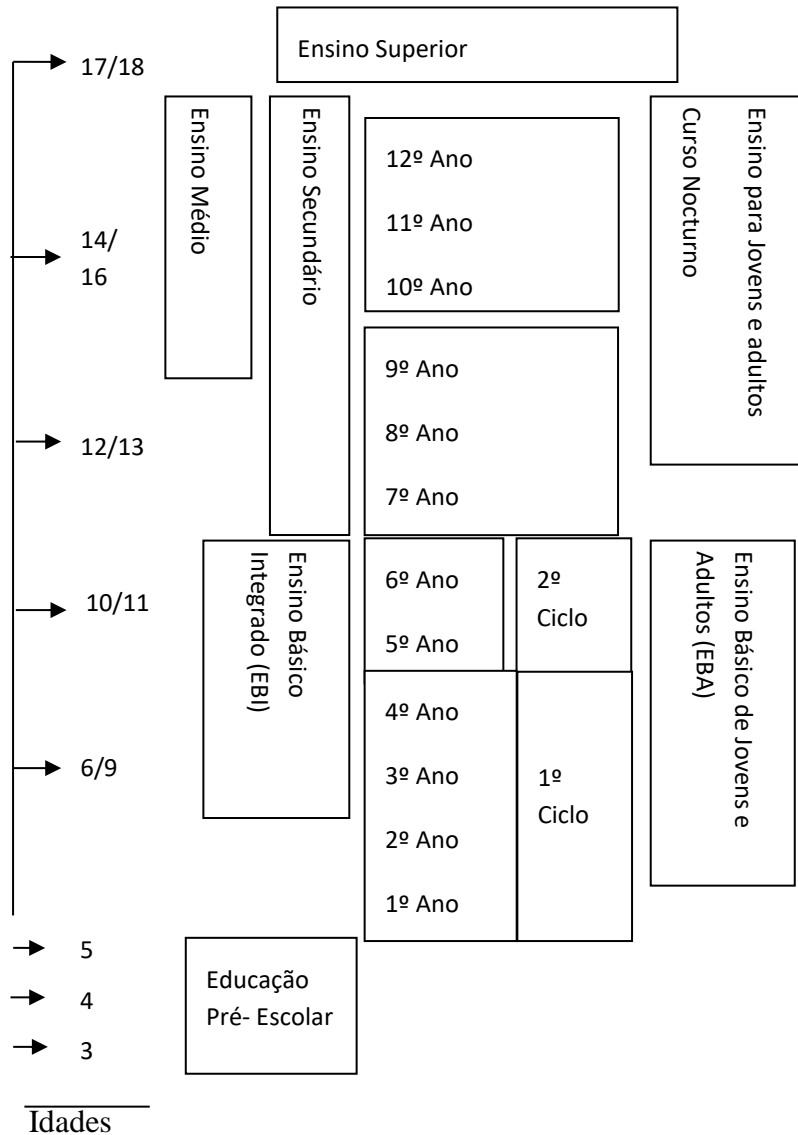 Ensino Superior
17/18
Ensino Médio
Ensino Secundário
12º Ano
11º Ano
10º Ano
Ensino para Jovens e adultos
Curso Nocturno
14/
16
9º Ano
8º Ano
7º Ano
12/13
Ensino Básico
Integrado (EBI)
6º Ano
5º Ano
2º
Ciclo
Ensino Básico de Jovens e
Adultos (EBA)
10/11
4º Ano
3º Ano
2º Ano
1º Ano
1º
Ciclo
6/9
5
4
3
Educação
Pré- Escolar
Idades